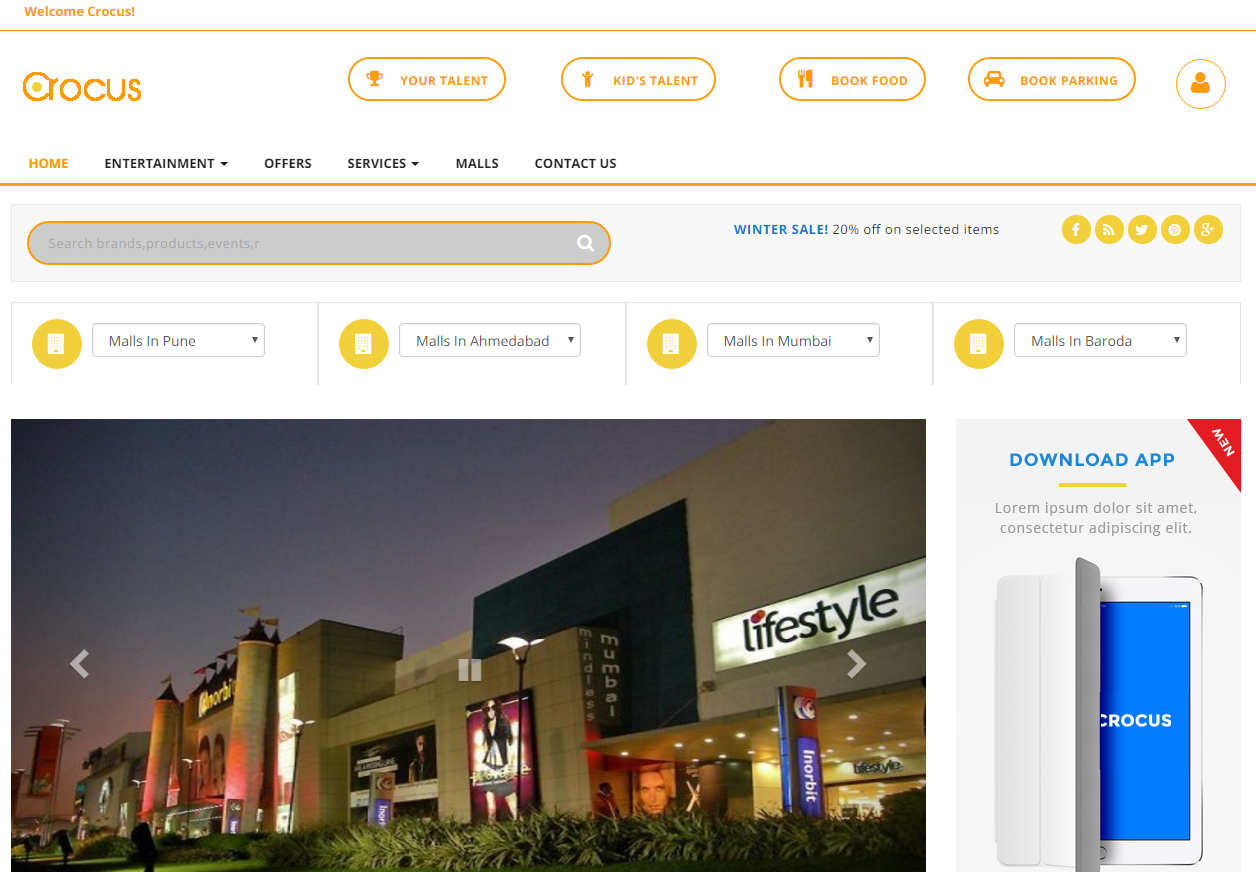 Welcome Crocus!
Crocus
YOUR TALENT
KID'S TALENT
BOOK FOOD
BOOK PARKING
HOME
ENTERTAINMENT
OFFERS
SERVICES
MALLS
CONTACT US
Search brands,products,events,r
WINTER SALE! 20% off on selected items
Malls In Pune
Malls In Ahmedabad
Malls In Mumbai
Malls In Baroda
NEW
DOWNLOAD APP
Lorem ipsum dolor sit amet,
consectetur adipiscing elit.
CROCUS
lifestyle
mindless
mumbai
inorbit
inorbit
lifestyle